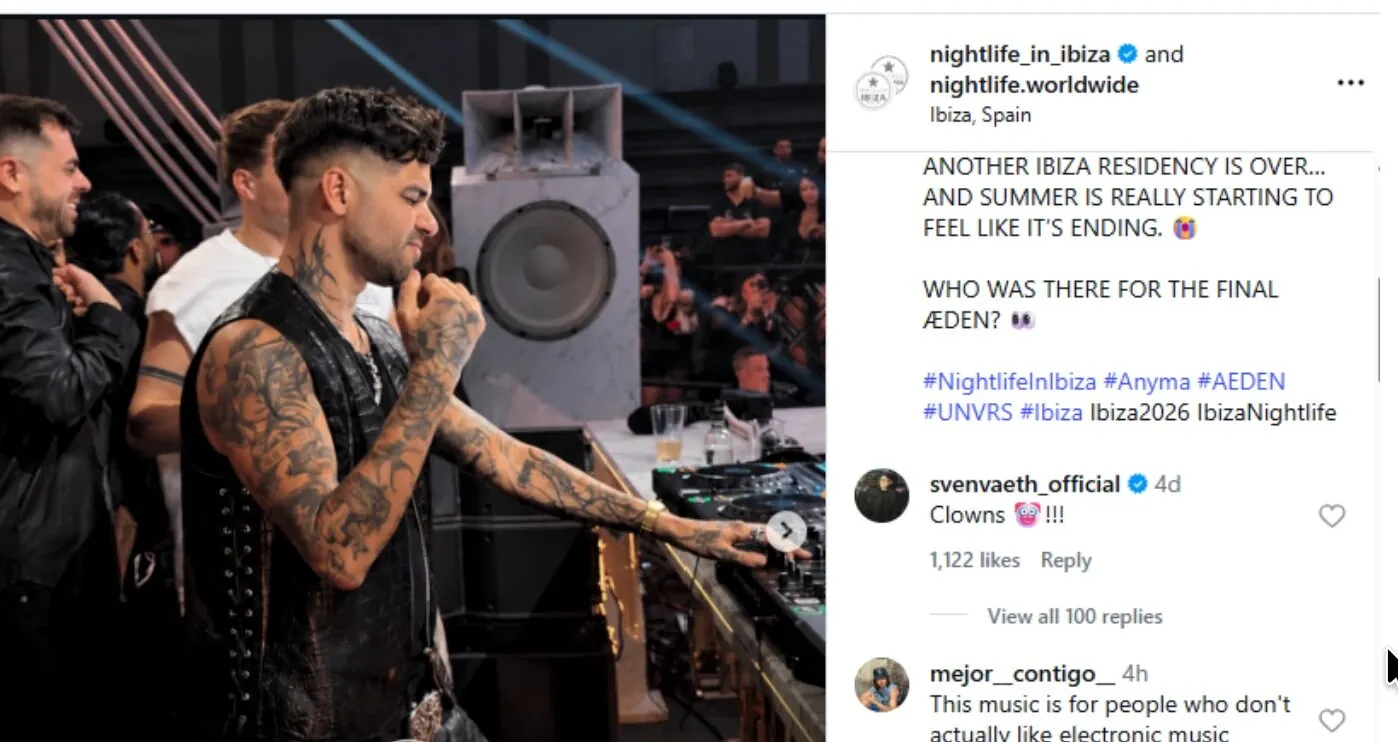 nightlife_in_ibiza and
nightlife.worldwide
Ibiza, Spain
ANOTHER IBIZA RESIDENCY IS OVER...
AND SUMMER IS REALLY STARTING TO
FEEL LIKE IT'S ENDING. 😭
WHO WAS THERE FOR THE FINAL
ÆDEN? 👀
#NightlifeInIbiza #Anyma #AEDEN
#UNVRS #Ibiza Ibiza2026 IbizaNightlife
svenvaeth_official 4d
Clowns 🤡 !!!
1,122 likes Reply
View all 100 replies
mejor__contigo__ 4h
This music is for people who don't
actually like electronic music